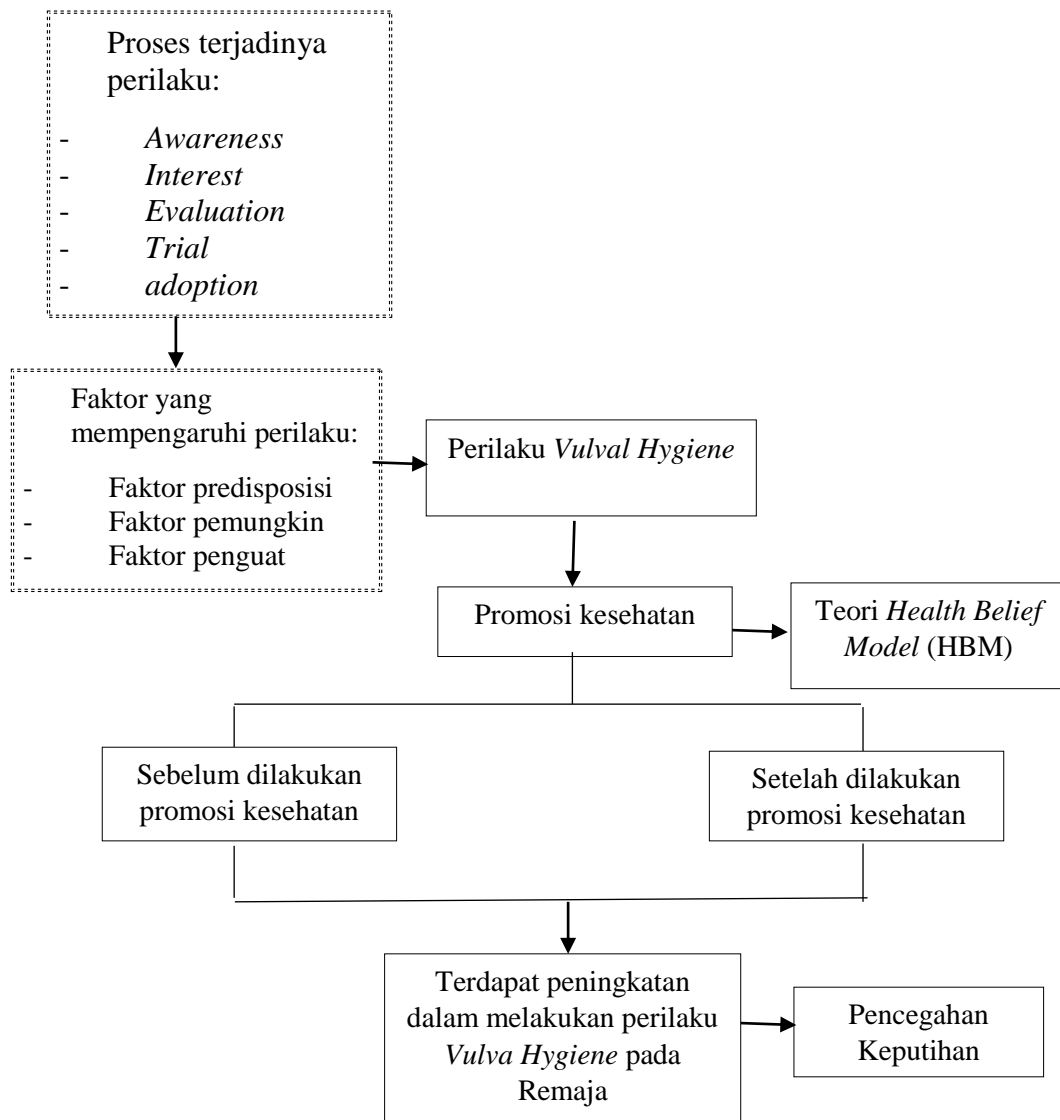 Proses terjadinya
perilaku:
- Awareness
- Interest
- Evaluation
- Trial
- adoption
Faktor yang
mempengaruhi perilaku:
- Faktor predisposisi
- Faktor pemungkin
- Faktor penguat
Perilaku Vulval Hygiene
Promosi kesehatan
Teori Health Belief
Model (HBM)
Sebelum dilakukan
promosi kesehatan
Setelah dilakukan
promosi kesehatan
Terdapat peningkatan
dalam melakukan perilaku
Vulva Hygiene pada
Remaja
Pencegahan
Keputihan